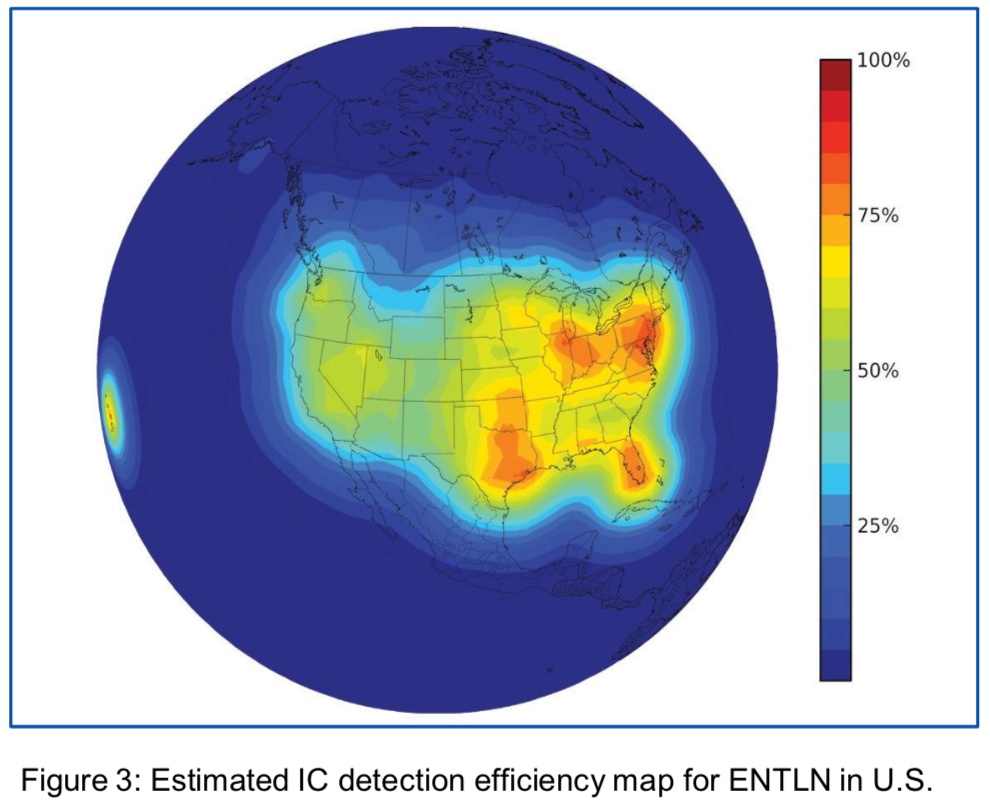 100%
75%
50%
25%
Figure 3: Estimated IC detection efficiency map for ENTLN in U.S.